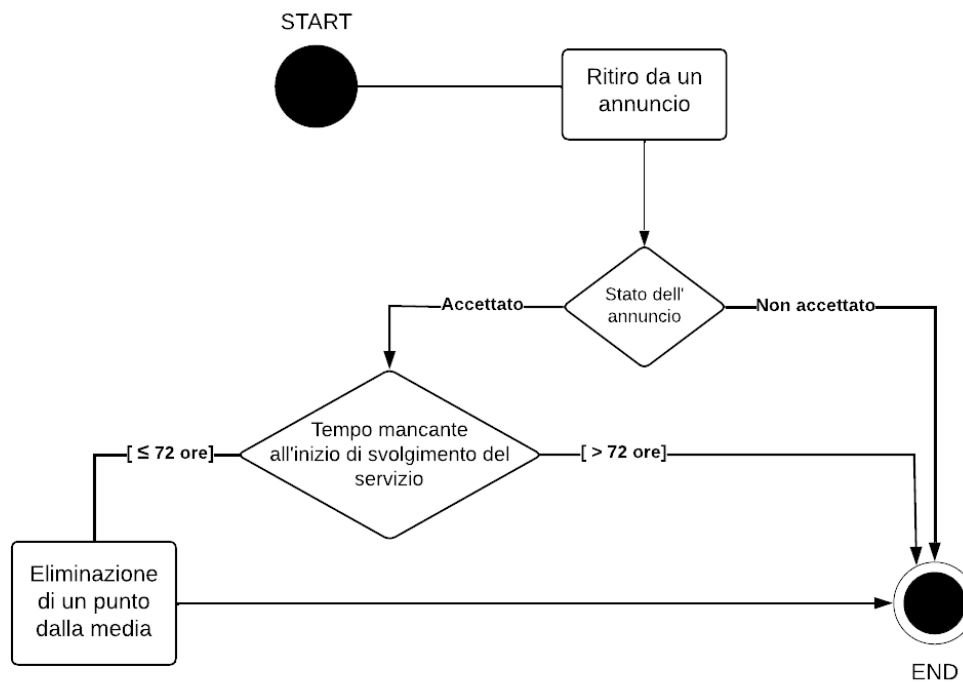 START
Ritiro da un
annuncio
Stato dell'
annuncio
Accettato
Non accettato
Tempo mancante
all'inizio di svolgimento del
servizio
[ ≤ 72 ore]
[ > 72 ore]
Eliminazione
di un punto
dalla media
END